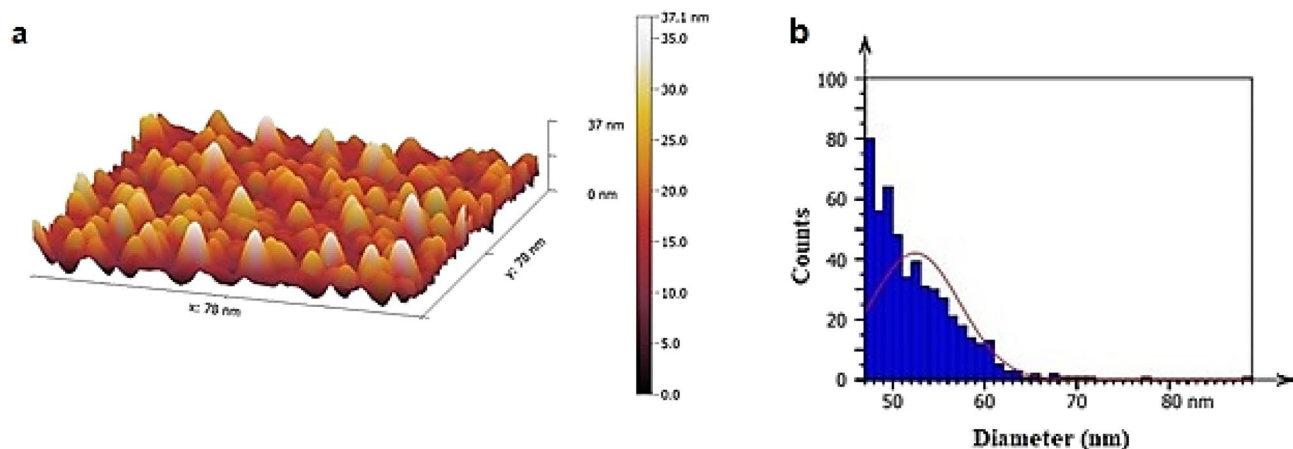 a
37.1 nm
35.0
30.0
25.0
20.0
15.0
10.0
5.0
0.0
37 nm
0 nm
x: 70 nm
y: 70 nm
b
100
80
60
40
20
0
Counts
50 60 70 80 nm
Diameter (nm)